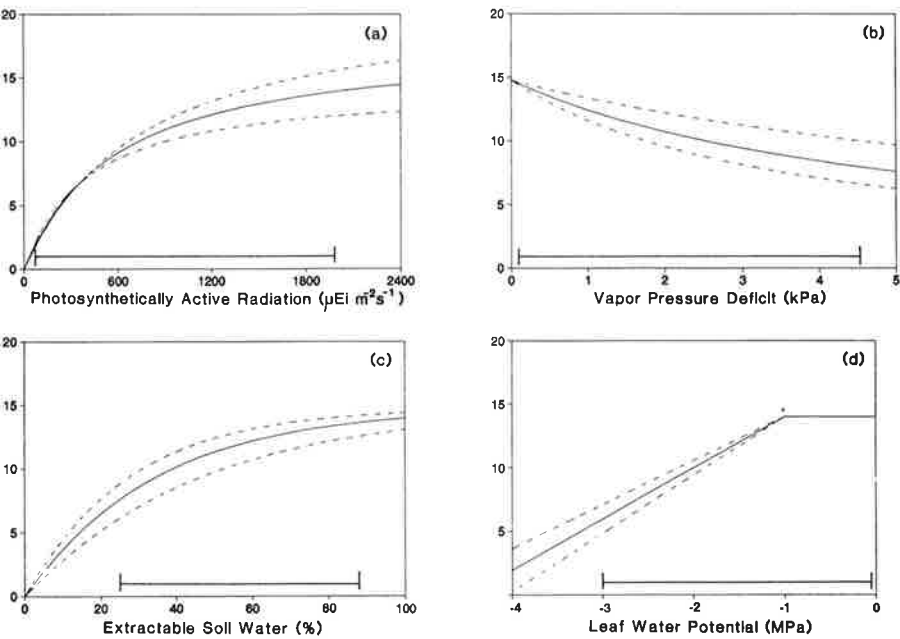 (a)
20
15
10
5
0
0 600 1200 1800 2400
Photosynthetically Active Radiation (μEi m⁻²s⁻¹)
(b)
20
15
10
5
0
0 1 2 3 4 5
Vapor Pressure Deficit (kPa)
(c)
20
15
10
5
0
0 20 40 60 80 100
Extractable Soil Water (%)
(d)
20
15
10
5
0
-4 -3 -2 -1 0
Leaf Water Potential (MPa)